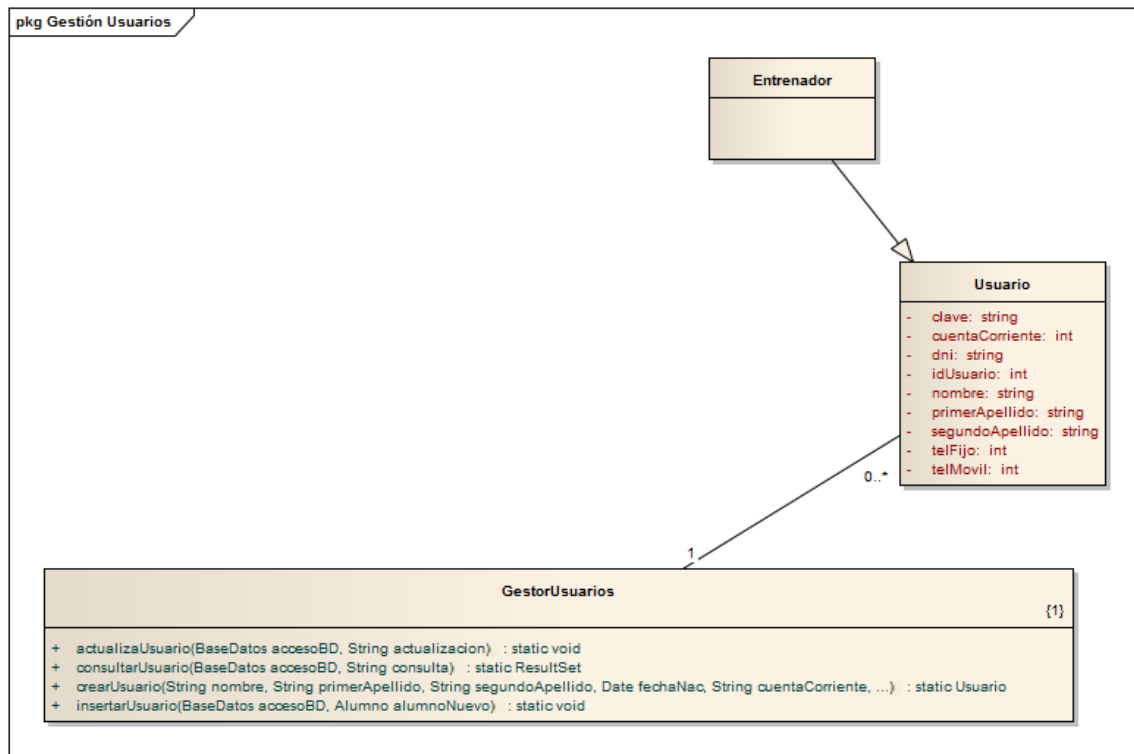 pkg Gestión Usuarios
Entrenador
Usuario
- clave: string
- cuentaCorriente: int
- dni: string
- idUsuario: int
- nombre: string
- primerApellido: string
- segundoApellido: string
- telFijo: int
- telMovil: int
0..*
1
GestorUsuarios
{1}
+ actualizaUsuario(BaseDatos accesoBD, String actualizacion) : static void
+ consultarUsuario(BaseDatos accesoBD, String consulta) : static ResultSet
+ crearUsuario(String nombre, String primerApellido, String segundoApellido, Date fechaNac, String cuentaCorriente, ...) : static Usuario
+ insertarUsuario(BaseDatos accesoBD, Alumno alumnoNuevo) : static void